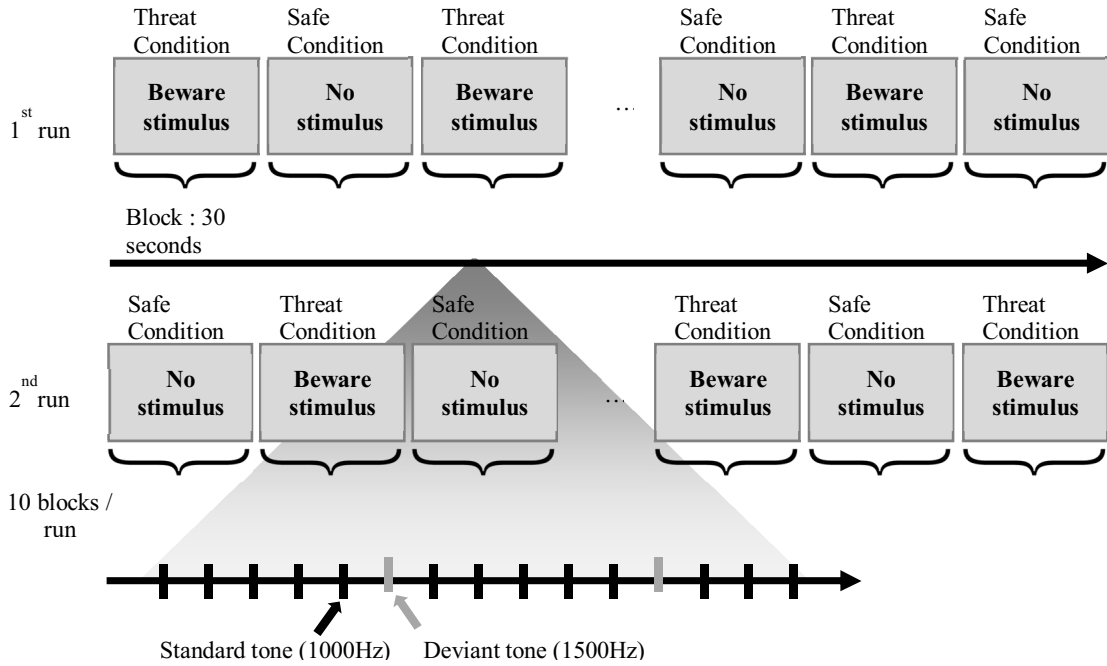 Threat Condition
Safe Condition
Threat Condition
Safe Condition
Threat Condition
Safe Condition
1st run
Beware stimulus
No stimulus
Beware stimulus
...
No stimulus
Beware stimulus
No stimulus
Block : 30 seconds
Safe Condition
Threat Condition
Safe Condition
Threat Condition
Safe Condition
Threat Condition
2nd run
No stimulus
Beware stimulus
No stimulus
...
Beware stimulus
No stimulus
Beware stimulus
10 blocks / run
Standard tone (1000Hz)
Deviant tone (1500Hz)